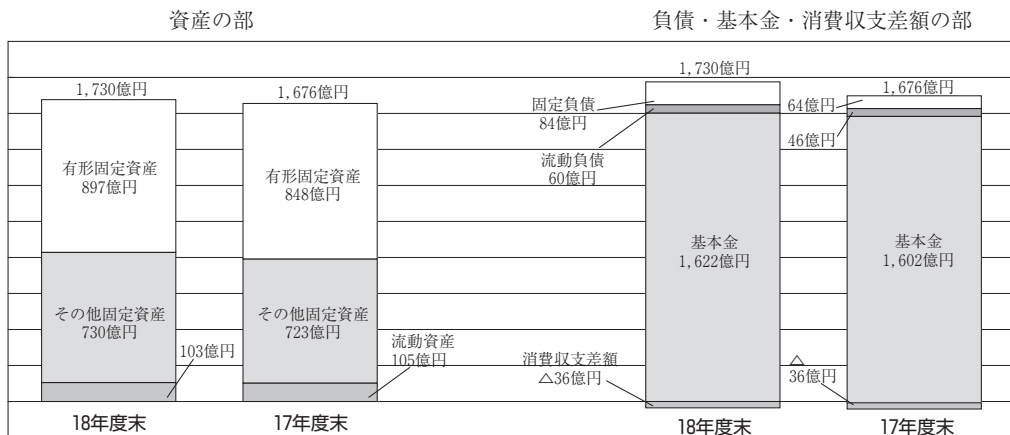 資産の部
負債・基本金・消費収支差額の部
1,730億円
有形固定資産
897億円
その他固定資産
730億円
103億円
18年度末
1,676億円
有形固定資産
848億円
その他固定資産
723億円
流動資産
105億円
17年度末
1,730億円
固定負債
84億円
流動負債
60億円
基本金
1,622億円
消費収支差額
△36億円
18年度末
1,676億円
64億円
46億円
基本金
1,602億円
△
36億円
17年度末